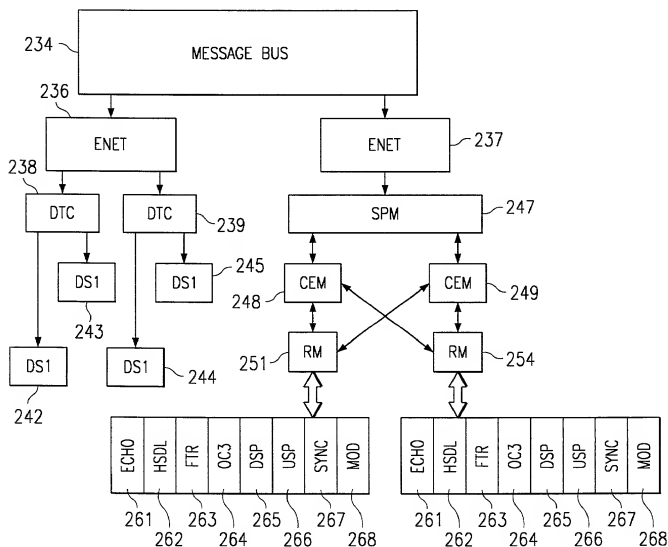 234
MESSAGE BUS
236
ENET
ENET
237
238
DTC
DTC
239
SPM
247
DS1
243
DS1
245
248
CEM
CEM
249
DS1
242
DS1
244
251
RM
RM
254
ECHO HSDL FTR OC3 DSP USP SYNC MOD
ECHO HSDL FTR OC3 DSP USP SYNC MOD
261 262 263 264 265 266 267 268
261 262 263 264 265 266 267 268